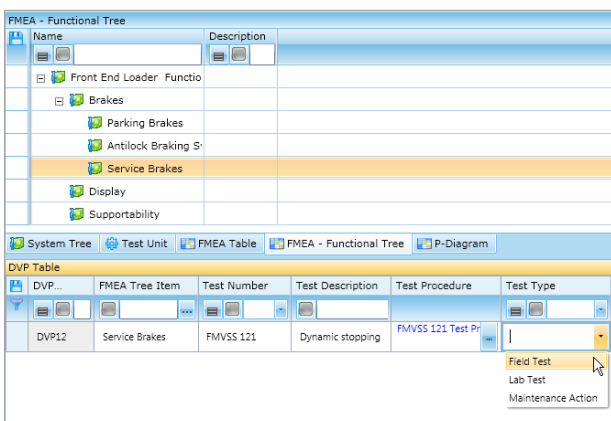 FMEA - Functional Tree
Name Description
Front End Loader Functio
Brakes
Parking Brakes
Antilock Braking S
Service Brakes
Display
Supportability
System Tree Test Unit FMEA Table FMEA - Functional Tree P-Diagram
DVP Table
DVP... FMEA Tree Item Test Number Test Description Test Procedure Test Type
DVP12 Service Brakes FMVSS 121 Dynamic stopping FMVSS 121 Test Pr ...
Field Test
Lab Test
Maintenance Action